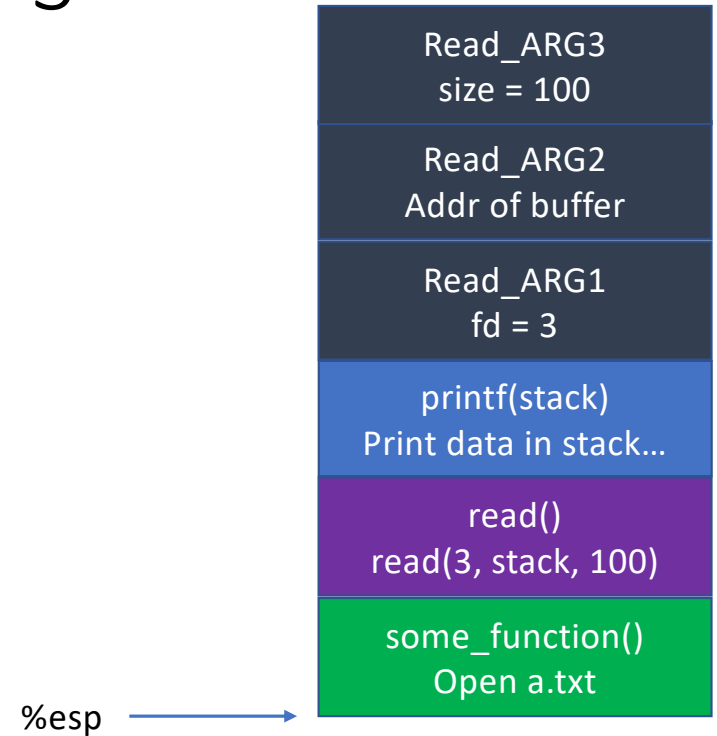 g
Read_ARG3
size = 100
Read_ARG2
Addr of buffer
Read_ARG1
fd = 3
printf(stack)
Print data in stack…
read()
read(3, stack, 100)
some_function()
Open a.txt
%esp